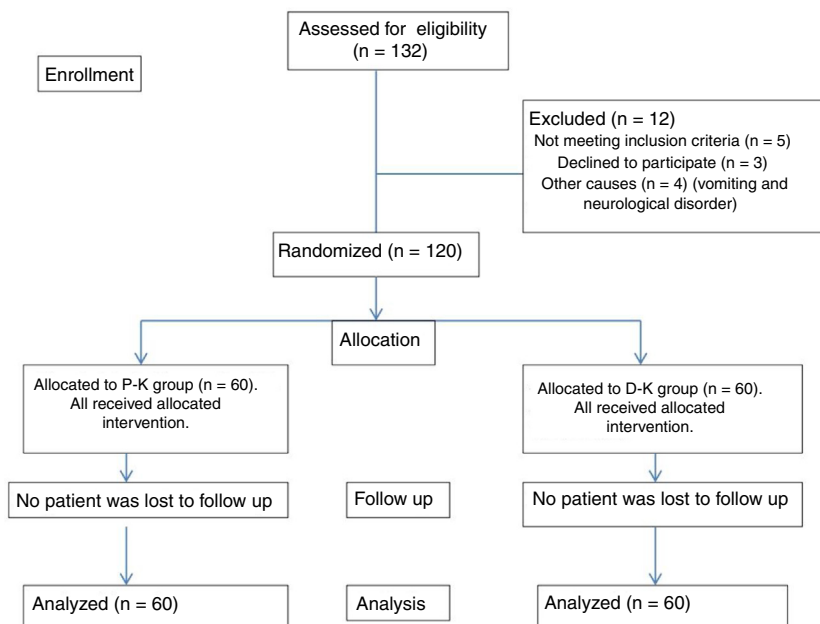 Assessed for eligibility
(n = 132)
Enrollment
Excluded (n = 12)
Not meeting inclusion criteria (n = 5)
Declined to participate (n = 3)
Other causes (n = 4) (vomiting and
neurological disorder)
Randomized (n = 120)
Allocation
Allocated to P-K group (n = 60).
All received allocated
intervention.
Allocated to D-K group (n = 60).
All received allocated
intervention.
No patient was lost to follow up
Follow up
No patient was lost to follow up
Analyzed (n = 60)
Analysis
Analyzed (n = 60)